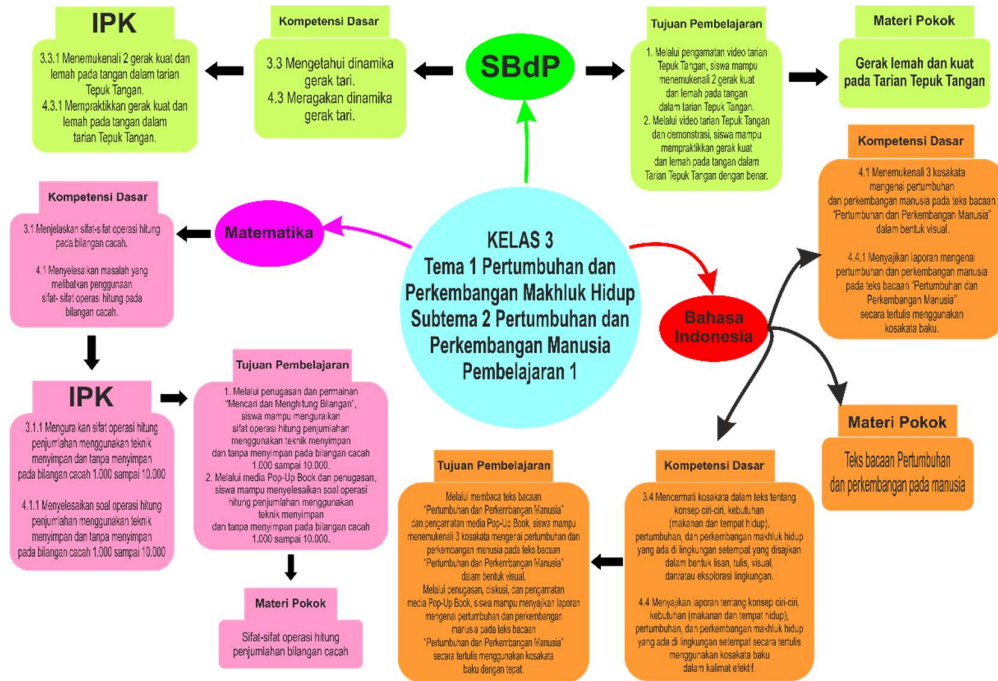 IPK
3.3.1 Menemukenali 2 gerak kuat dan
lemah pada tangan dalam tarian
Tepuk Tangan.
4.3.1 Mempraktikkan gerak kuat dan
lemah pada tangan dalam
tarian Tepuk Tangan.
Kompetensi Dasar
3.3 Mengetahui dinamika
gerak tari.
4.3 Meragakan dinamika
gerak tari.
SBdP
Tujuan Pembelajaran
1. Melalui pengamatan video tarian
Tepuk Tangan, siswa mampu
menemukenali 2 gerak kuat
dan lemah pada tangan
dalam tarian Tepuk Tangan.
2. Melalui video tarian Tepuk Tangan
dan demonstrasi, siswa mampu
mempraktikkan gerak kuat
dan lemah pada tangan dalam
Tarian Tepuk Tangan dengan benar.
Materi Pokok
Gerak lemah dan kuat
pada Tarian Tepuk Tangan
Kompetensi Dasar
4.1 Menemukenali 3 kosakata
mengenai pertumbuhan
dan perkembangan manusia pada teks bacaan
"Pertumbuhan dan Perkembangan Manusia"
dalam bentuk visual.
4.4.1 Menyajikan laporan mengenai
pertumbuhan dan perkembangan manusia
pada teks bacaan "Pertumbuhan dan
Perkembangan Manusia"
secara tertulis menggunakan
kosakata baku.
Kompetensi Dasar
3.1 Menjelaskan sifat-sifat operasi hitung
paca bilangan cacah.
4.1 Menyelesaikan masalah yang
melibatkan penggunaan
sifat- sifat operasi hitung pada
bilangan cacah.
Matematika
KELAS 3
Tema 1 Pertumbuhan dan
Perkembangan Makhluk Hidup
Subtema 2 Pertumbuhan dan
Perkembangan Manusia
Pembelajaran 1
Bahasa
Indonesia
IPK
3.1.1 Mengurakan sifat operasi hitung
penjumlahan menggunakan teknik
menyimpan dan tanpa menyimpan
pada bilangan cacah 1.000 sampai 10.000
4.1.1 Menyelesaikan soal operasi hitung
penjumlahan menggunakan teknik
menyimpan dan tanpa menyimpan
pada bilangan cacah 1.000 sampai 10.000
Tujuan Pembelajaran
1. Melalui penugasan dan permainan
"Mencari dan Menghitung Bilangan",
siswa mampu menguraikan
sifat operasi hitung penjumlahan
menggunakan teknik menyimpan
dan tanpa menyimpan pada bilangan cacah
1.000 sampai 10.000.
2. Melalui media Pop-Up Book dan penugasan,
siswa mampu menyelesaikan soal operasi
hitung penjumlahan menggunakan
teknik menyimpan
dan tanpa menyimpan pada bilangan cacah
1.000 sampai 10.000.
Materi Pokok
Sifat-sifat operasi hitung
penjumlahan bilangan cacah
Tujuan Pembelajaran
Melalui membaca teks bacaan
"Pertumbuhan dan Perkembangan Manusia"
dan pengamatan media Pop-Up Book, siswa mampu
menemukenali 3 kosakata mengenai pertumbuhan dan
perkembangan manusia pada teks bacaan
"Pertumbuhan dan Perkembangan Manusia"
dalam bentuk visual.
Melalui penugasan, diskusi, dan pengamatan
media Pop-Up Book, siswa mampu menyajikan laporan
mengenai pertumbuhan dan perkembangan
manusia pada teks bacaan
"Pertumbuhan dan Perkembangan Manusia"
secara tertulis menggunakan kosakata
baku dengan tepat.
Kompetensi Dasar
3.4 Mencermati kosakata dalam teks tentang
konsep ciri-ciri, kebutuhan
(makanan dan tempat hidup),
pertumbuhan, dan perkembangan makhluk hidup
yang ada di lingkungan setempat yang disajikan
dalam bentuk lisan, tulis, visual,
dan/atau eksplorasi lingkungan.
4.4 Menyajikan laporan tentang konsep ciri-ciri,
kebutuhan (makanan dan tempat hidup),
pertumbuhan, dan perkembangan makhluk hidup
yang ada di lingkungan setempat secara tertulis
menggunakan kosakata baku
dalam kalimat efektif.
Materi Pokok
Teks bacaan Pertumbuhan
dan perkembangan pada manusia